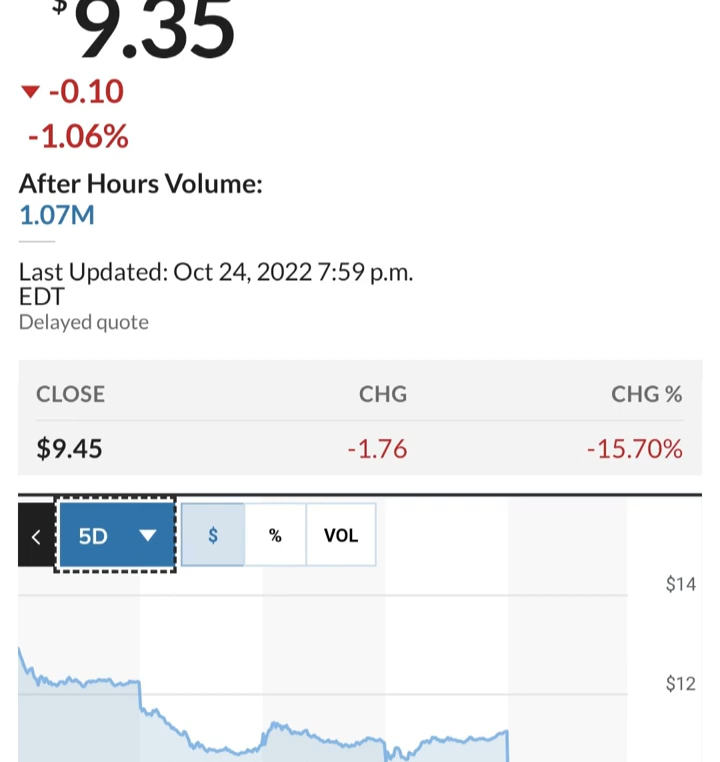 $9.35
-0.10
-1.06%
After Hours Volume:
1.07M
Last Updated: Oct 24, 2022 7:59 p.m.
EDT
Delayed quote
CLOSE CHG CHG %
$9.45 -1.76 -15.70%
5D $ % VOL
$14
$12